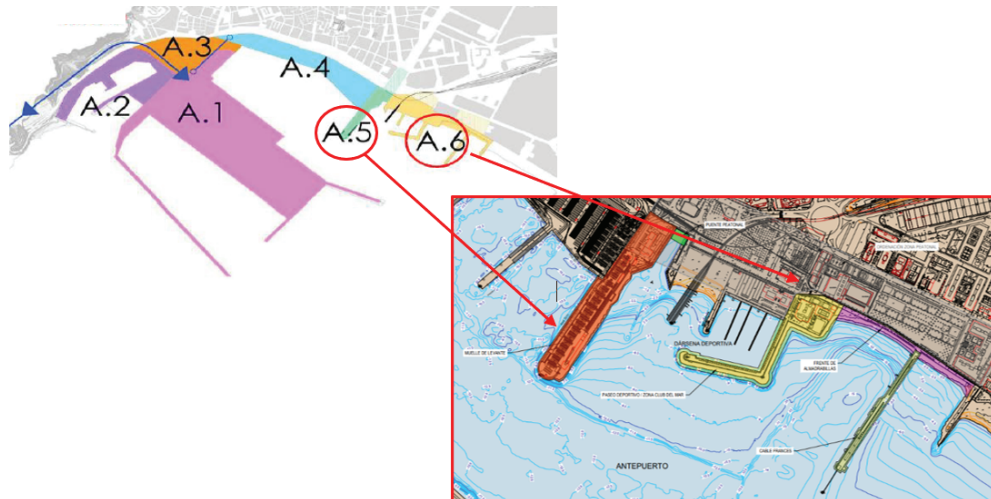 A.3
A.4
A.2
A.1
A.5
A.6
PUENTE PEATONAL
ORDENACIÓN ZONA PEATONAL
MUELLE DE LEVANTE
DÁRSENA DEPORTIVA
FRENTE DE
ALMADRABILLAS
PASEO DEPORTIVO - ZONA CLUB DEL MAR
CABLE FRANCES
ANTEPUERTO